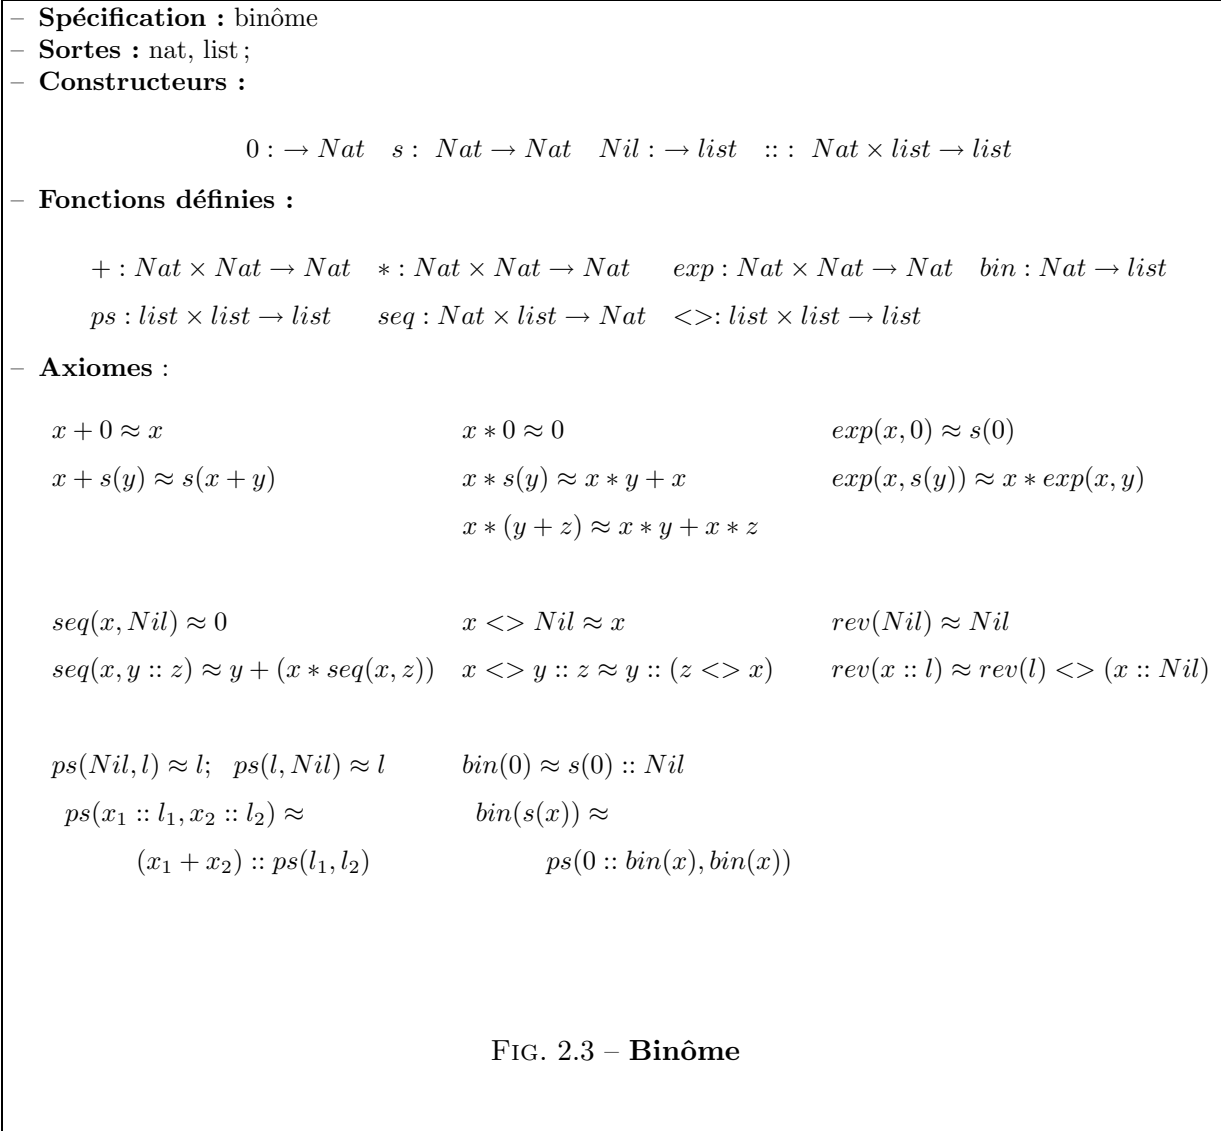 – Spécification : binôme
– Sortes : nat, list ;
– Constructeurs :
0 : → Nat s : Nat → Nat Nil : → list :: : Nat × list → list
– Fonctions définies :
+ : Nat × Nat → Nat ∗ : Nat × Nat → Nat exp : Nat × Nat → Nat bin : Nat → list
ps : list × list → list seq : Nat × list → Nat <>: list × list → list
– Axiomes :
x + 0 ≈ x x ∗ 0 ≈ 0 exp(x, 0) ≈ s(0)
x + s(y) ≈ s(x + y) x ∗ s(y) ≈ x ∗ y + x exp(x, s(y)) ≈ x ∗ exp(x, y)
x ∗ (y + z) ≈ x ∗ y + x ∗ z
seq(x, Nil) ≈ 0 x <> Nil ≈ x rev(Nil) ≈ Nil
seq(x, y :: z) ≈ y + (x ∗ seq(x, z)) x <> y :: z ≈ y :: (z <> x) rev(x :: l) ≈ rev(l) <> (x :: Nil)
ps(Nil, l) ≈ l; ps(l, Nil) ≈ l bin(0) ≈ s(0) :: Nil
ps(x₁ :: l₁, x₂ :: l₂) ≈ bin(s(x)) ≈
(x₁ + x₂) :: ps(l₁, l₂) ps(0 :: bin(x), bin(x))
FIG. 2.3 – Binôme